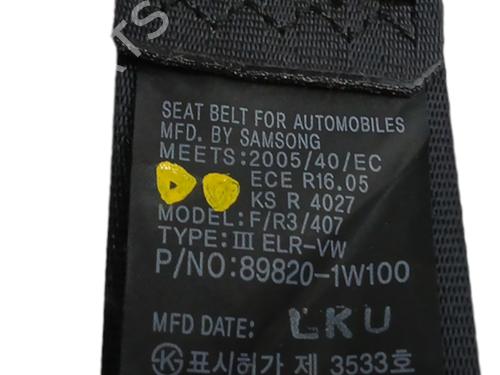 SEAT BELT FOR AUTOMOBILES
MFD. BY SAMSONG
MEETS:2005/40/EC
ECE R16.05
KS R 4027
MODEL:F/R3/407
TYPE:Ⅲ ELR-VW
P/NO:89820-1W100
MFD DATE: LKU
표시허가 제 3533호